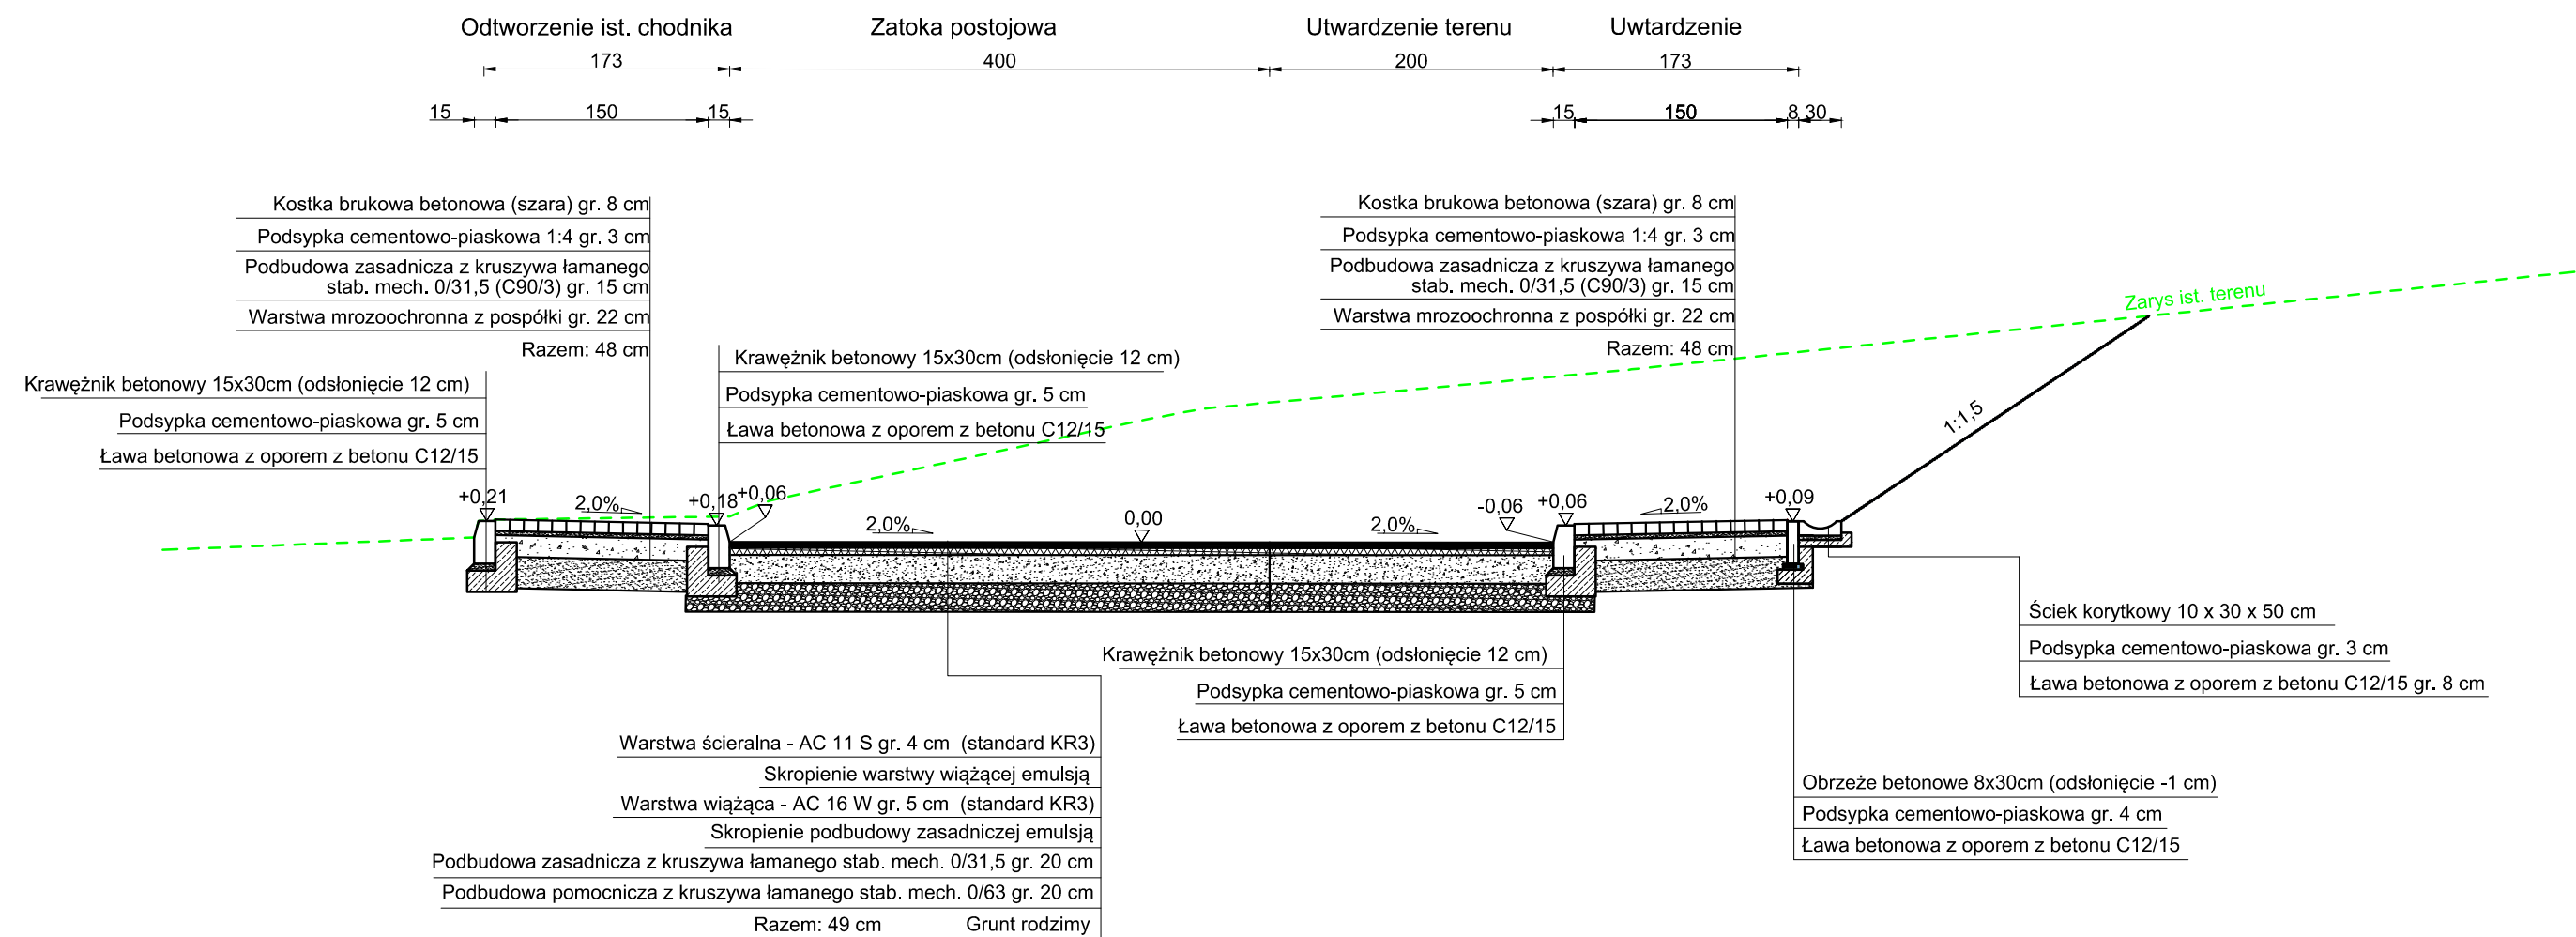 Odtworzenie ist. chodnika
Zatoka postojowa
Utwardzenie terenu
Uwtardzenie
173
400
200
173
15
150
15
15
150
8
30
Kostka brukowa betonowa (szara) gr. 8 cm
Podsypka cementowo-piaskowa 1:4 gr. 3 cm
Podbudowa zasadnicza z kruszywa łamanego
stab. mech. 0/31,5 (C90/3) gr. 15 cm
Warstwa mrozoochronna z pospółki gr. 22 cm
Razem: 48 cm
Kostka brukowa betonowa (szara) gr. 8 cm
Podsypka cementowo-piaskowa 1:4 gr. 3 cm
Podbudowa zasadnicza z kruszywa łamanego
stab. mech. 0/31,5 (C90/3) gr. 15 cm
Warstwa mrozoochronna z pospółki gr. 22 cm
Razem: 48 cm
Zarys ist. terenu
1:1,5
Krawężnik betonowy 15x30cm (odsłonięcie 12 cm)
Podsypka cementowo-piaskowa gr. 5 cm
Ława betonowa z oporem z betonu C12/15
Krawężnik betonowy 15x30cm (odsłonięcie 12 cm)
Podsypka cementowo-piaskowa gr. 5 cm
Ława betonowa z oporem z betonu C12/15
+0,21
2,0%
+0,18
+0,06
2,0%
0,00
2,0%
-0,06
+0,06
2,0%
+0,09
Krawężnik betonowy 15x30cm (odsłonięcie 12 cm)
Podsypka cementowo-piaskowa gr. 5 cm
Ława betonowa z oporem z betonu C12/15
Ściek korytkowy 10 x 30 x 50 cm
Podsypka cementowo-piaskowa gr. 3 cm
Ława betonowa z oporem z betonu C12/15 gr. 8 cm
Warstwa ścieralna - AC 11 S gr. 4 cm (standard KR3)
Skropienie warstwy wiążącej emulsją
Warstwa wiążąca - AC 16 W gr. 5 cm (standard KR3)
Skropienie podbudowy zasadniczej emulsją
Podbudowa zasadnicza z kruszywa łamanego stab. mech. 0/31,5 gr. 20 cm
Podbudowa pomocnicza z kruszywa łamanego stab. mech. 0/63 gr. 20 cm
Razem: 49 cm Grunt rodzimy
Obrzeże betonowe 8x30cm (odsłonięcie -1 cm)
Podsypka cementowo-piaskowa gr. 4 cm
Ława betonowa z oporem z betonu C12/15